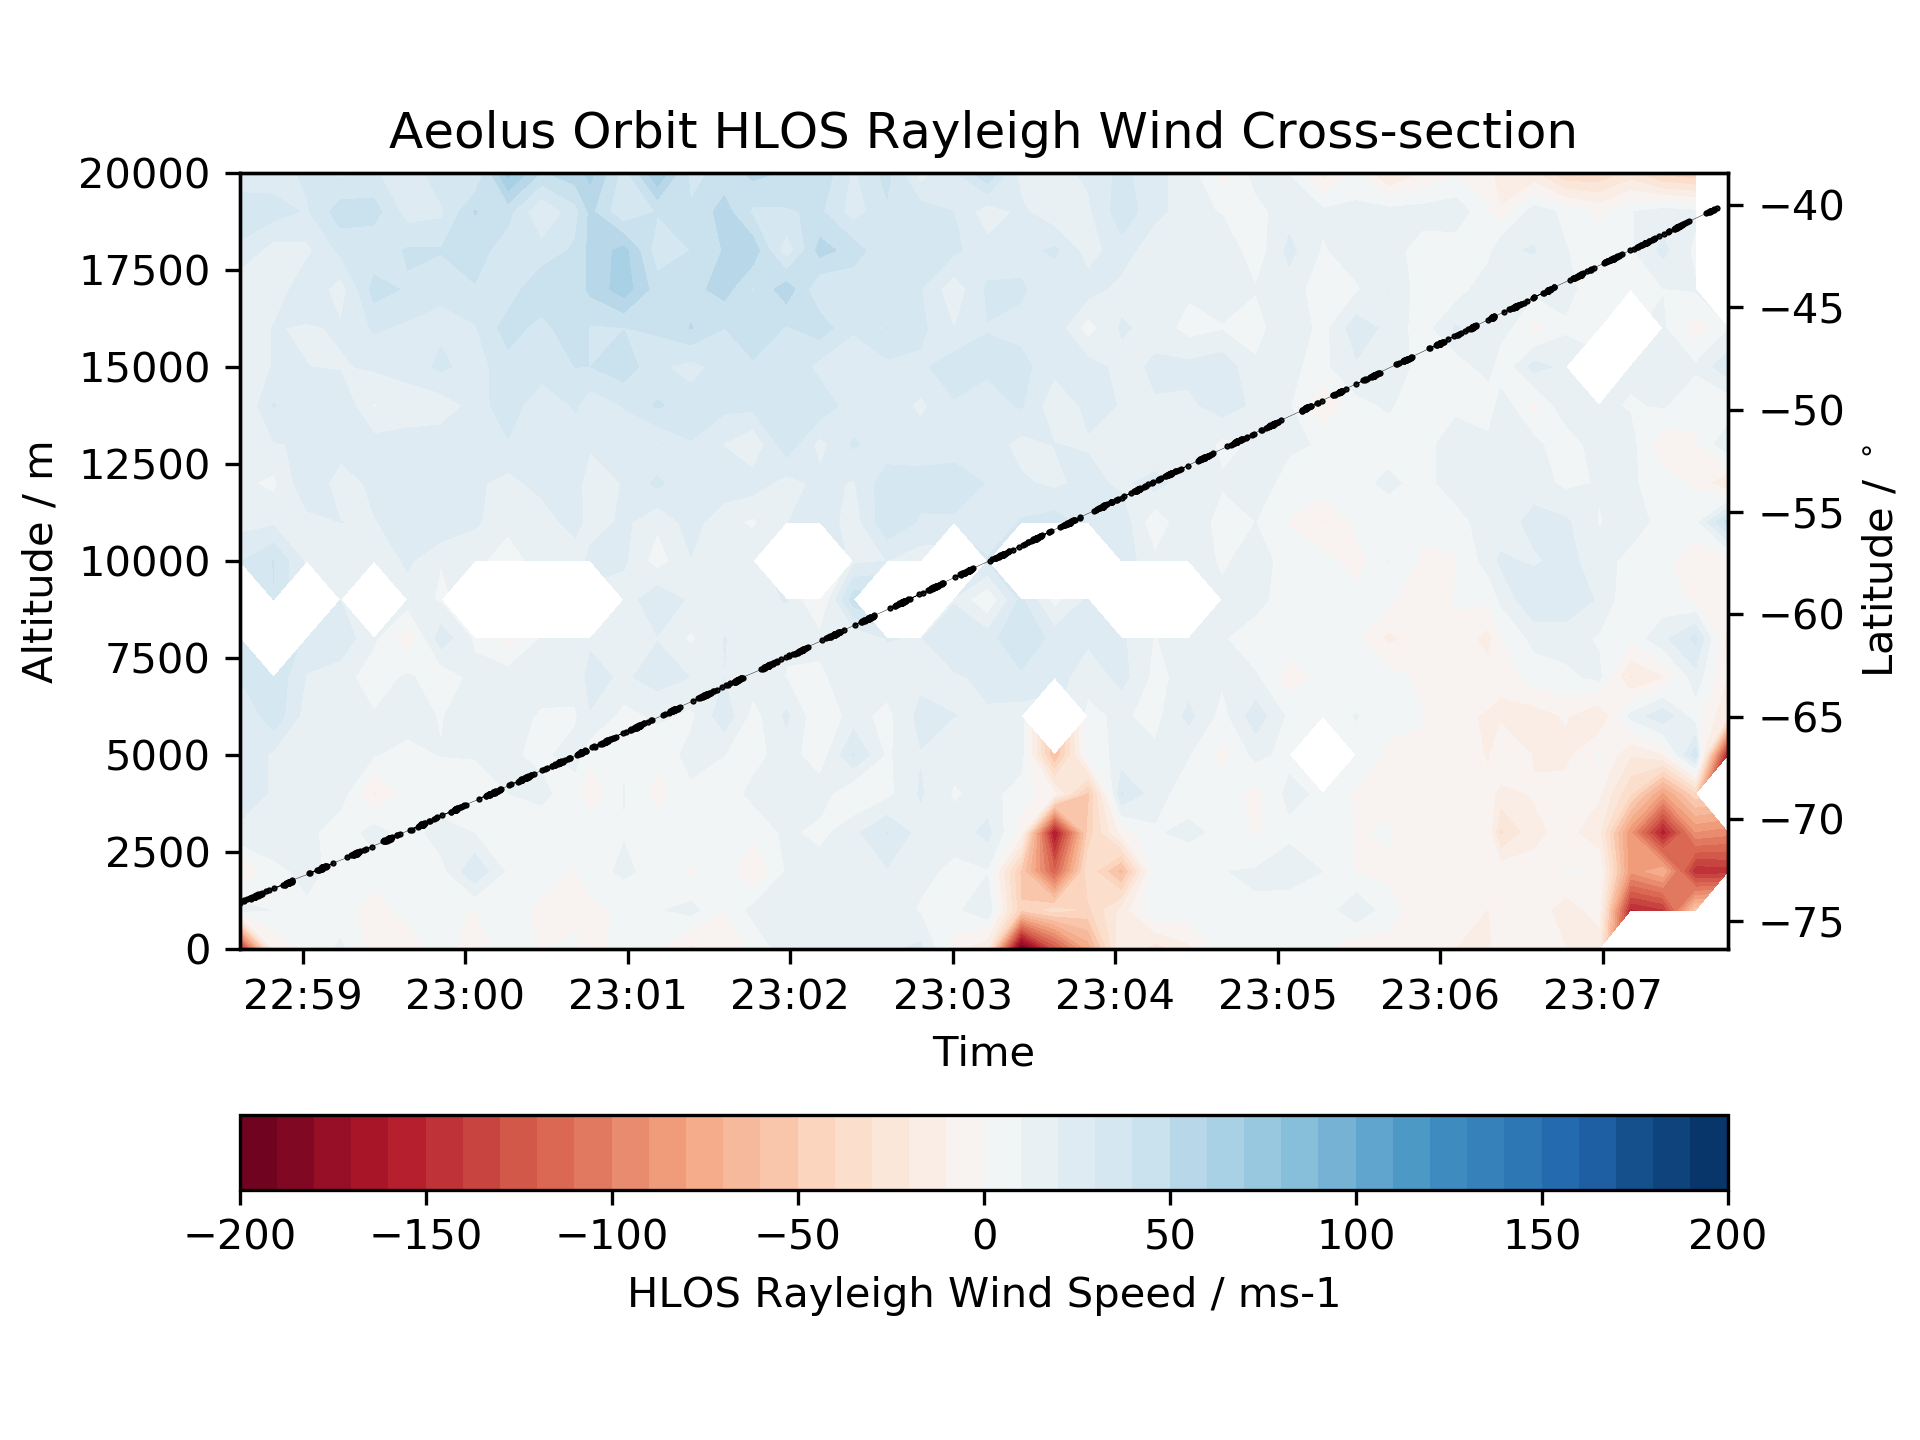 Aeolus Orbit HLOS Rayleigh Wind Cross-section
20000
17500
15000
12500
10000
7500
5000
2500
0
Altitude / m
−40
−45
−50
−55
−60
−65
−70
−75
Latitude / °
22:59 23:00 23:01 23:02 23:03 23:04 23:05 23:06 23:07
Time
−200 −150 −100 −50 0 50 100 150 200
HLOS Rayleigh Wind Speed / ms-1